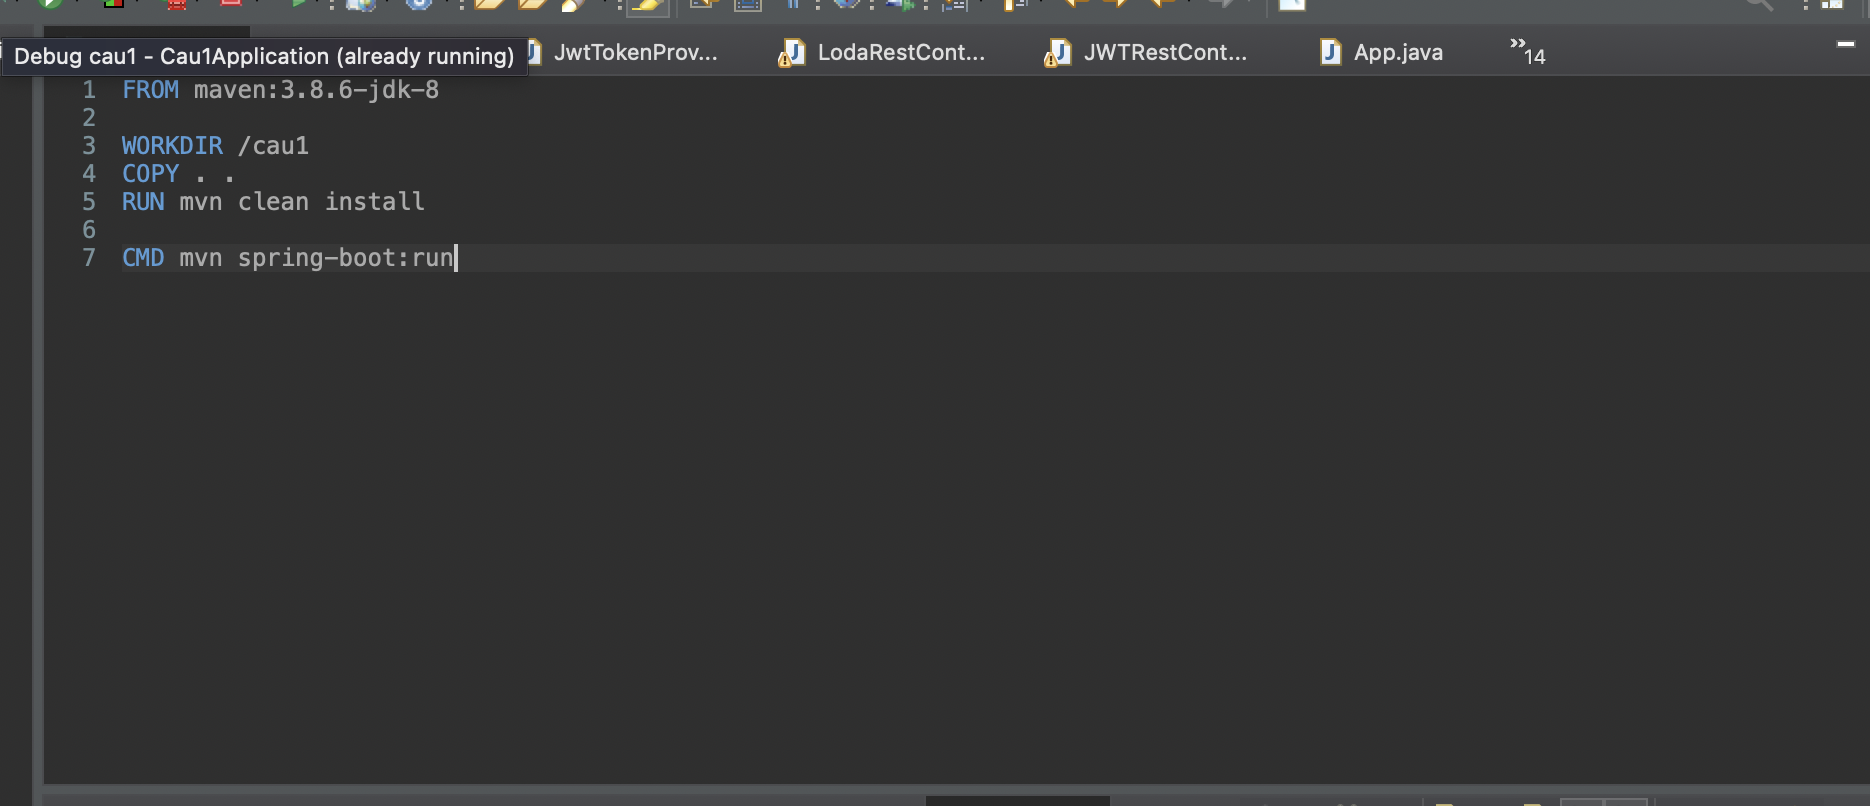 Debug cau1 - Cau1Application (already running)
JwtTokenProv...
LodaRestCont...
JWTRestCont...
App.java
»14
1 FROM maven:3.8.6-jdk-8
2
3 WORKDIR /cau1
4 COPY . .
5 RUN mvn clean install
6
7 CMD mvn spring-boot:run